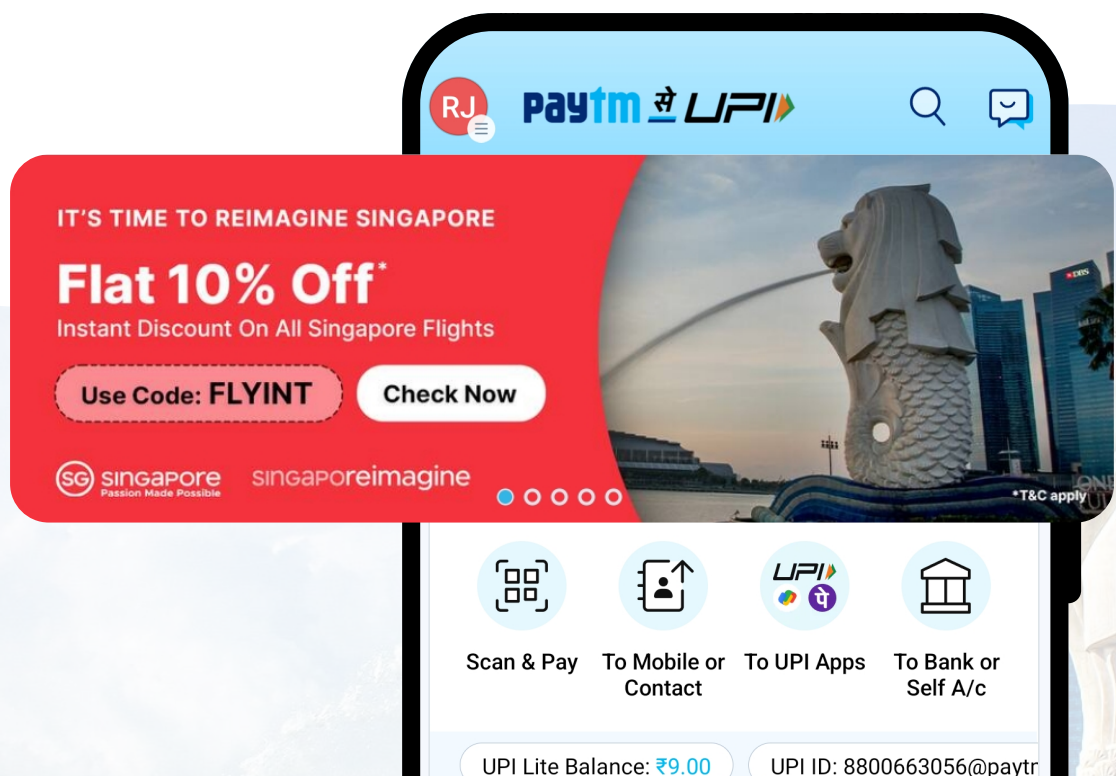 RJ
paytm से UPI
IT'S TIME TO REIMAGINE SINGAPORE
Flat 10% Off*
Instant Discount On All Singapore Flights
Use Code: FLYINT
Check Now
SG SINGAPORE
Passion Made Possible
SINGAPOREimagine
DBS
*T&C apply
UPI
पे
Scan & Pay
To Mobile or
Contact
To UPI Apps
To Bank or
Self A/c
UPI Lite Balance: ₹9.00
UPI ID: 8800663056@payt